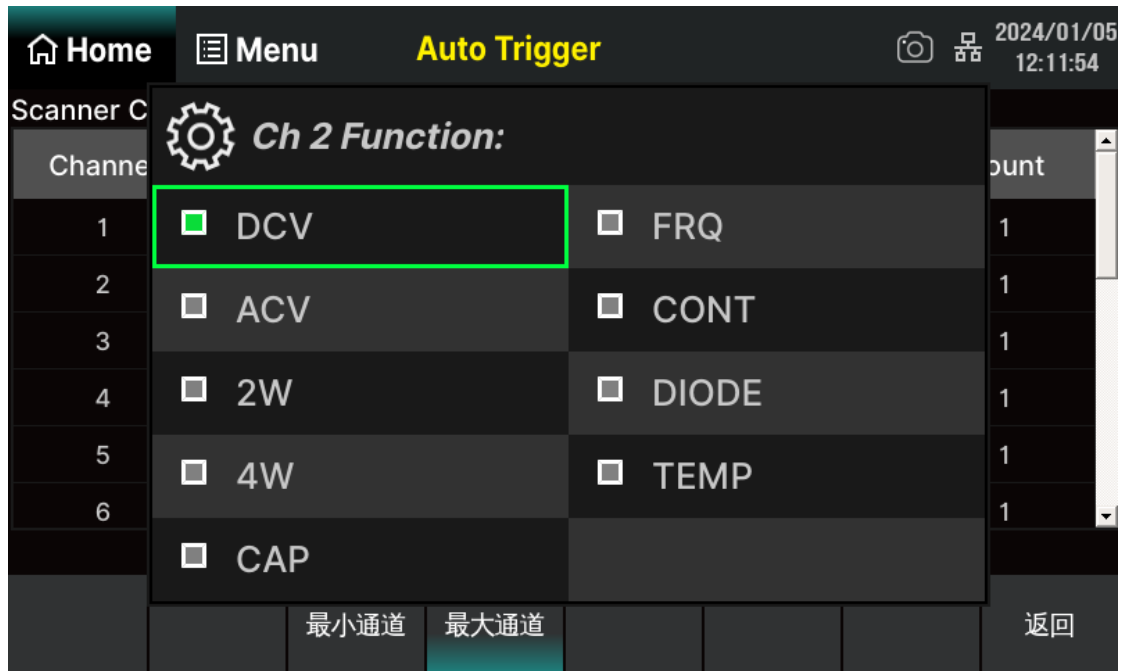 Home Menu Auto Trigger 2024/01/05
12:11:54
Scanner C
Channe ount
Ch 2 Function:
1 DCV FRQ 1
2 ACV CONT 1
3 1
4 2W DIODE 1
5 4W TEMP 1
6 1
CAP
最小通道 最大通道 返回